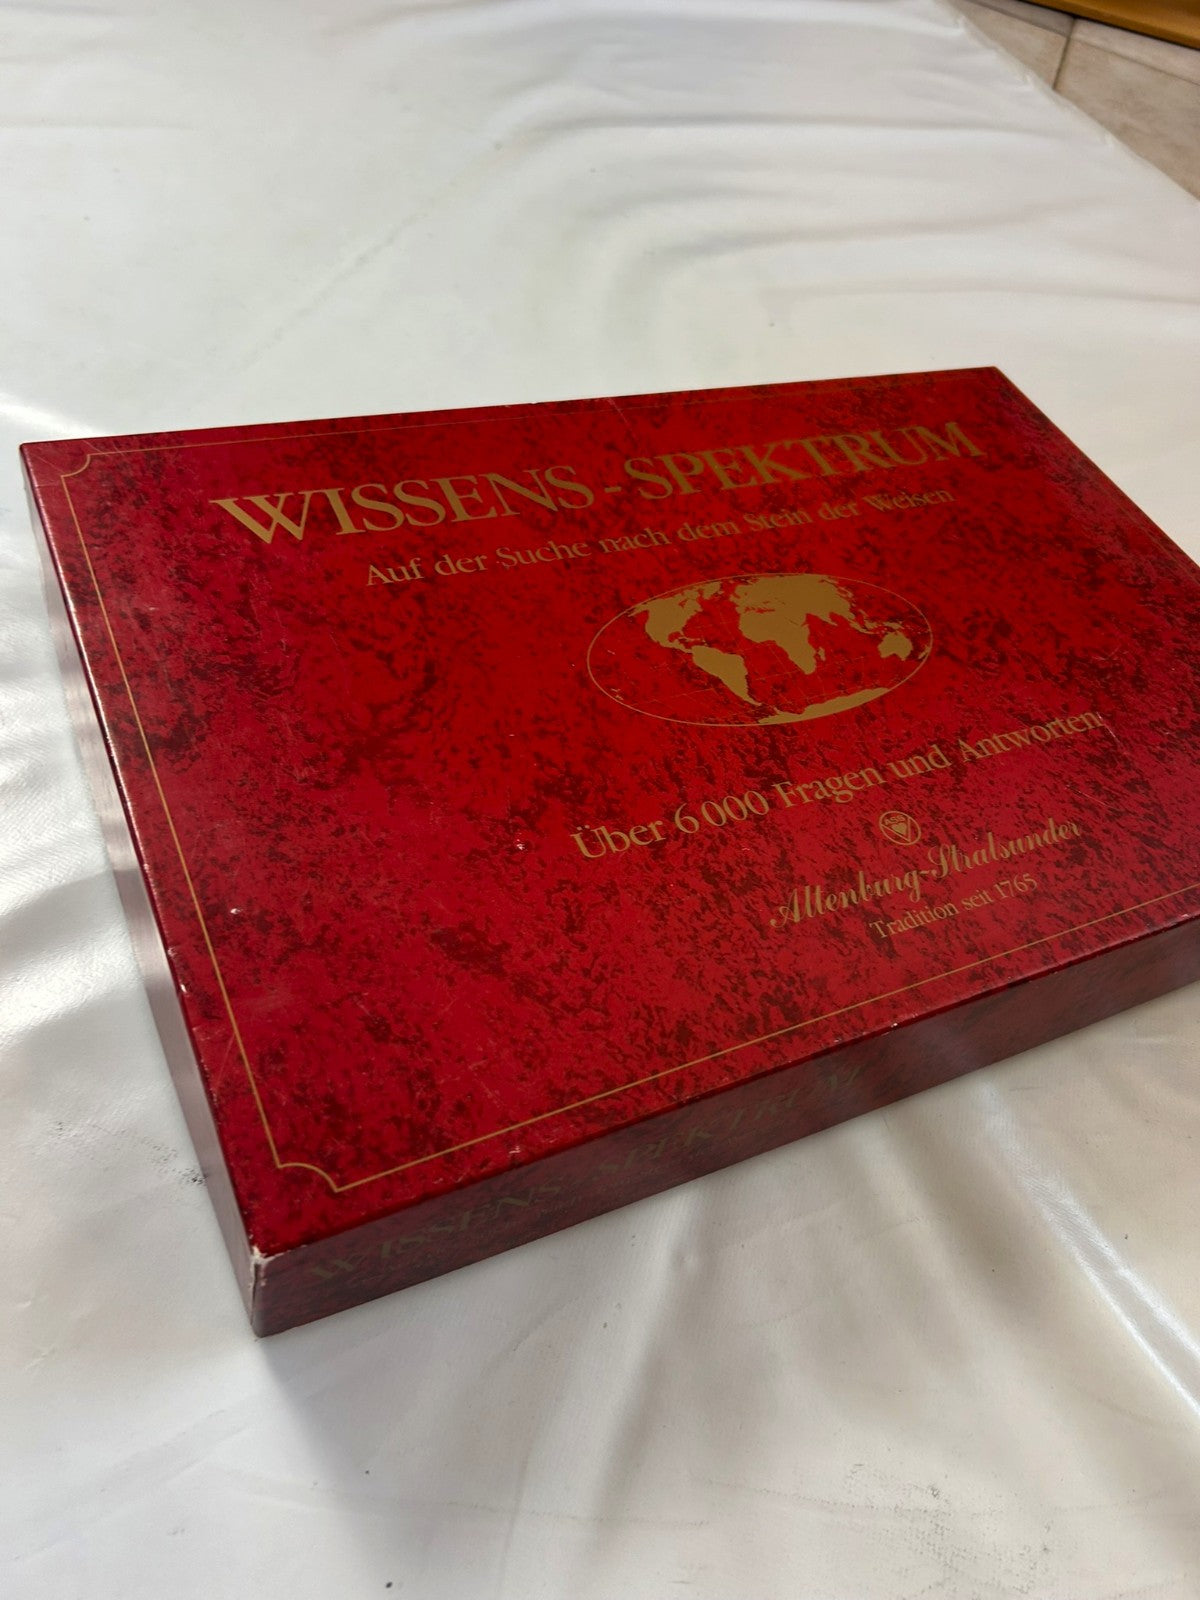 WISSENS - SPEKTRUM
Auf der Suche nach dem Stein der Weisen
Über 6000 Fragen und Antworten
ASS
Altenburg-Stralsunder
Tradition seit 1765
WISSENS - SPEKTRUM